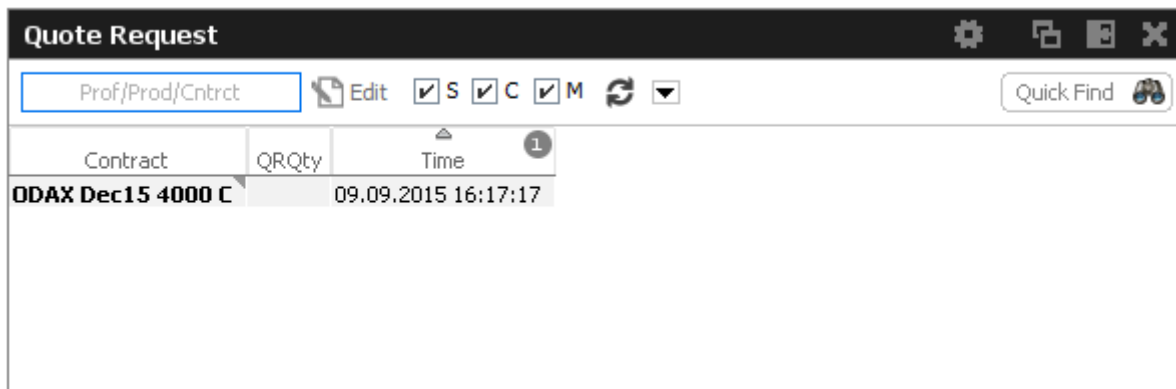 Quote Request
Prof/Prod/Cntrct Edit S C M Quick Find
1
Contract QRQty Time
ODAX Dec15 4000 C 09.09.2015 16:17:17